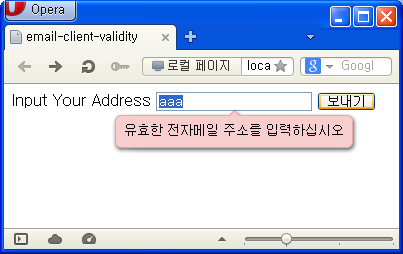 Opera
email-client-validity
로컬 페이지 loca Googl
Input Your Address aaa 보내기
유효한 전자메일 주소를 입력하십시오